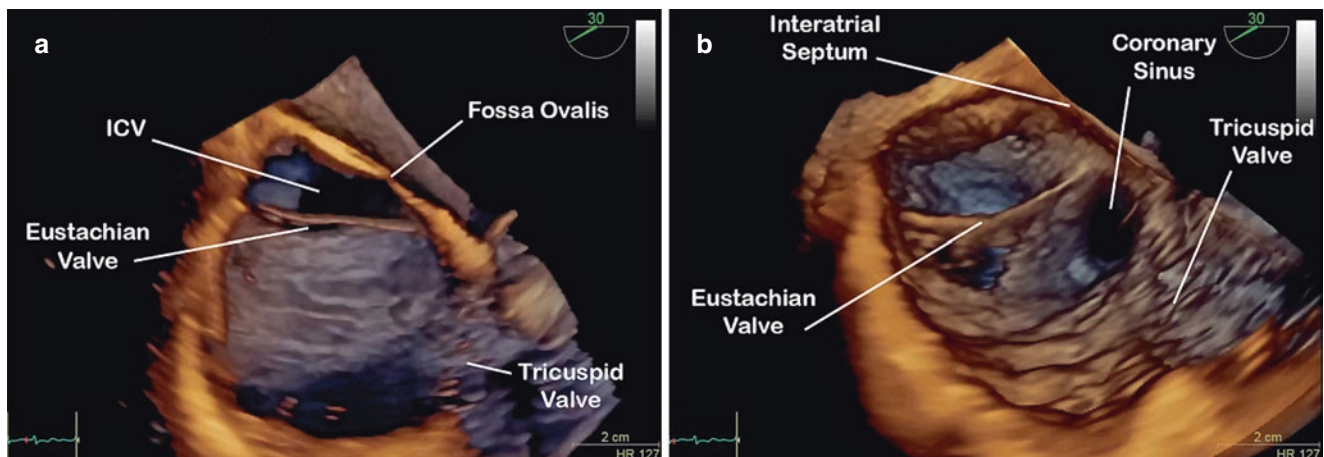 a
30
ICV
Fossa Ovalis
Eustachian
Valve
Tricuspid
Valve
2 cm
HR 127
b
30
Interatrial
Septum
Coronary
Sinus
Tricuspid
Valve
Eustachian
Valve
2 cm
HR 127